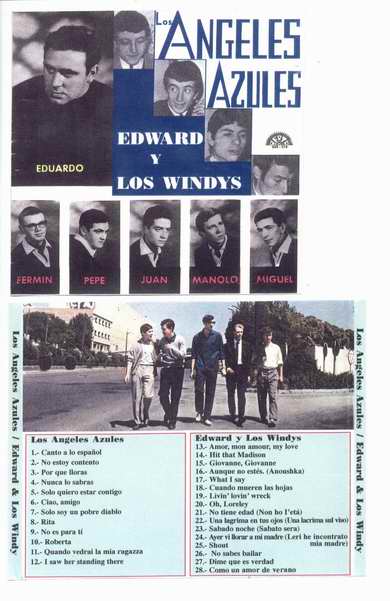 Los
ANGELES
AZULES
EDWARD
Y
LOS WINDYS
EDUARDO
FERMIN PEPE JUAN MANOLO MIGUEL
Los Angeles Azules / Edward & Los Windy
Los Angeles Azules / Edward & Los Windy
Los Angeles Azules
1.- Canto a lo español
2.- No estoy contento
3.- Por que lloras
4.- Nunca lo sabras
5.- Solo quiero estar contigo
6.- Ciao, amigo
7.- Solo soy un pobre diablo
8.- Rita
9.- No es para tí
10.- Roberta
11.- Quando vedrai la mia ragazza
12.- I saw her standing there
Edward y Los Windys
13.- Amor, mon amour, my love
14.- Hit that Madison
15.- Giovanne, Giovanne
16.- Aunque no estés. (Anoushka)
17.- What I say
18.- Cuando mueren las hojas
19.- Livin' lovin' wreck
20.- Oh, Loreley
21.- No tiene edad (Non ho l'etá)
22.- Una lagrima en tus ojos (Una lacrima sul viso)
23.- Sabado noche (Sabato sera)
24.- Ayer vi llorar a mi madre (Leri he incontrato
25.- Shout mia madre)
26.- No sabes bailar
27.- Dime que es verdad
28.- Como un amor de verano